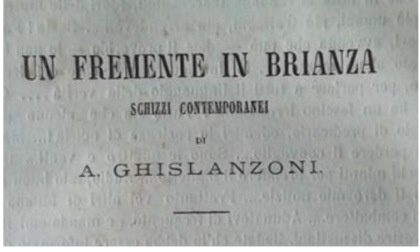 UN FREMENTE IN BRIANZA
SCHIZZI CONTEMPORANEI
DI
A. GHISLANZONI.